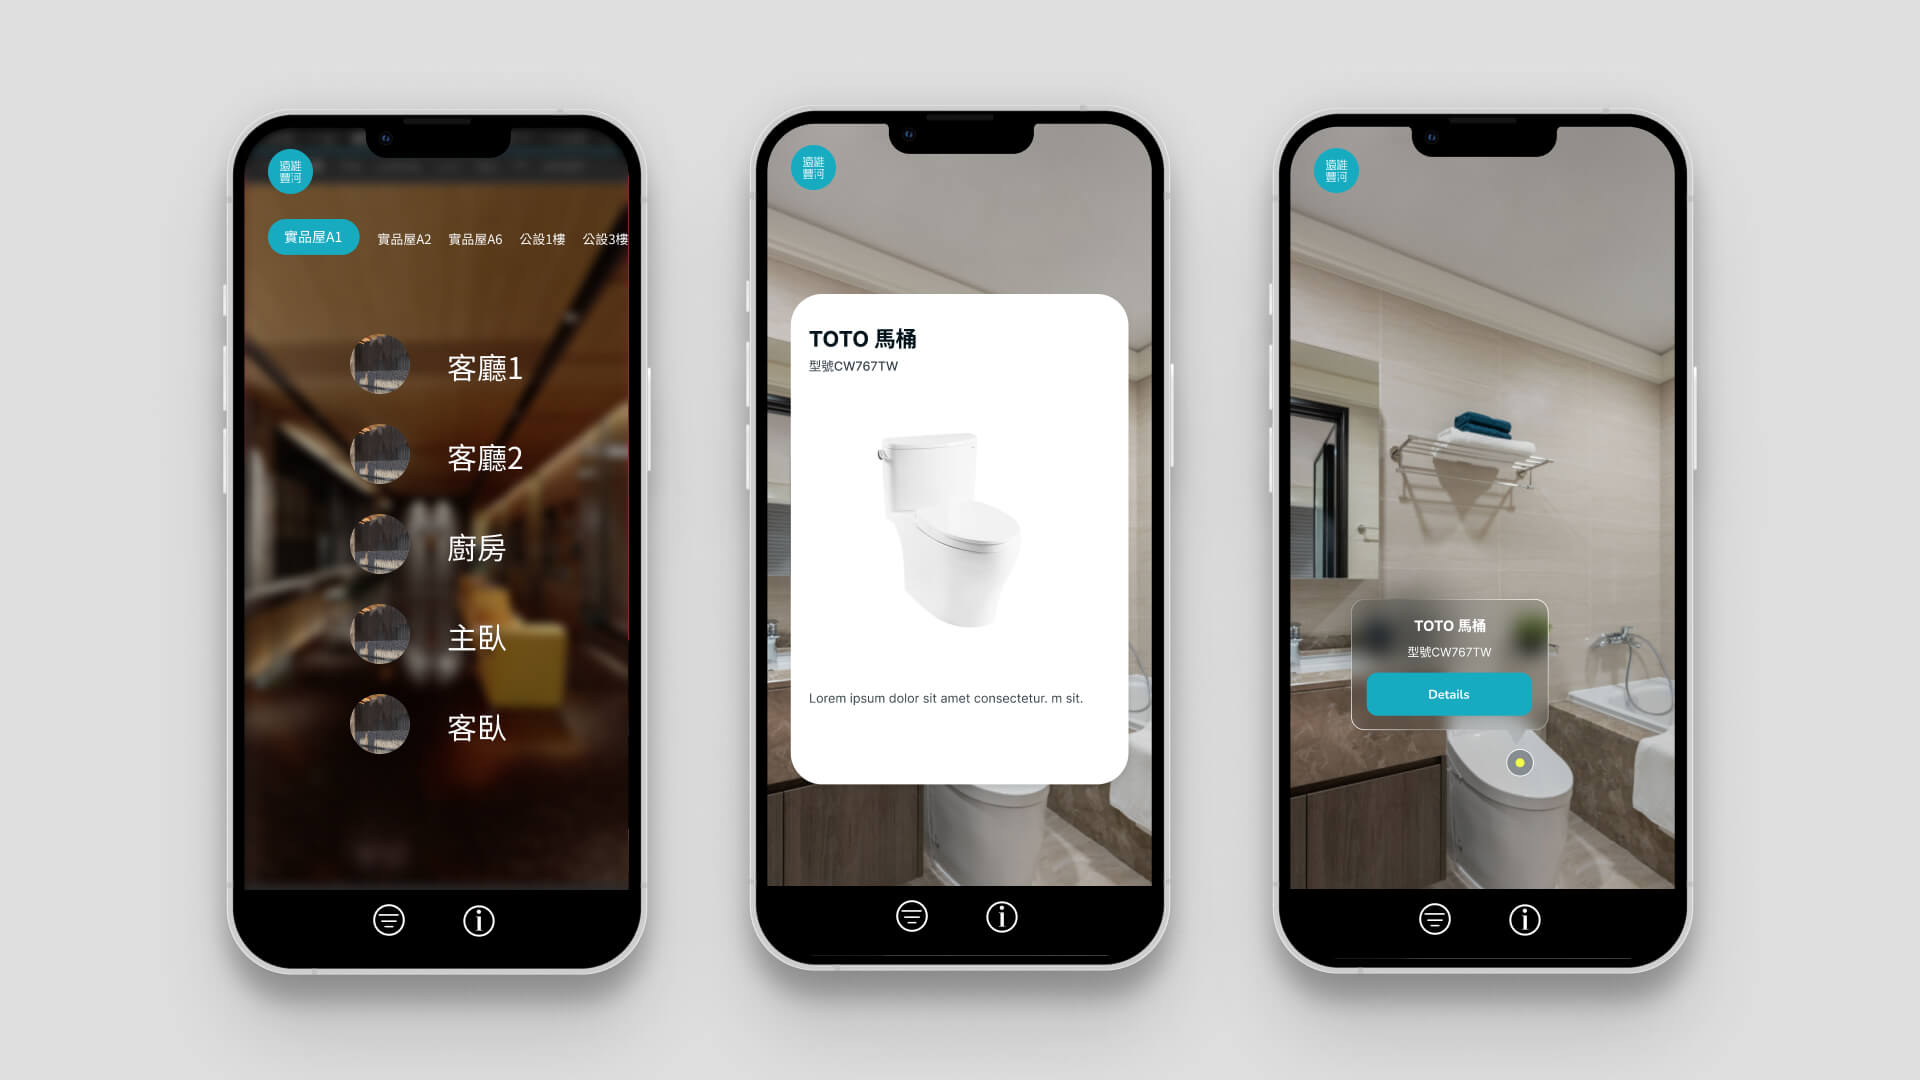 遠雄
豐河
實品屋A1
實品屋A2
實品屋A6
公設1樓
公設3樓
客廳1
客廳2
廚房
主臥
客臥
遠雄
豐河
TOTO 馬桶
型號CW767TW
Lorem ipsum dolor sit amet consectetur. m sit.
遠雄
豐河
TOTO 馬桶
型號CW767TW
Details